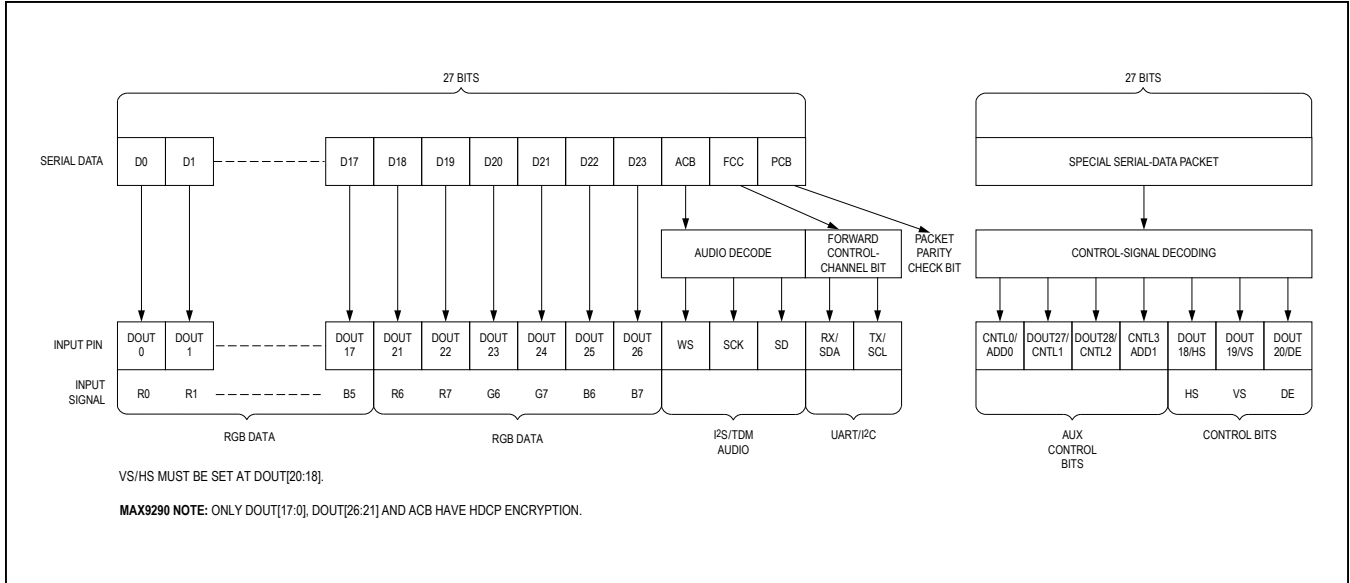 27 BITS 27 BITS
SERIAL DATA D0 D1 D17 D18 D19 D20 D21 D22 D23 ACB FCC PCB SPECIAL SERIAL-DATA PACKET
AUDIO DECODE
FORWARD
CONTROL-
CHANNEL BIT
PACKET
PARITY
CHECK BIT
CONTROL-SIGNAL DECODING
INPUT PIN
DOUT
0
DOUT
1
DOUT
17
DOUT
21
DOUT
22
DOUT
23
DOUT
24
DOUT
25
DOUT
26
WS
SCK
SD
RX/
SDA
TX/
SCL
CNTL0/
ADD0
DOUT27/
CNTL1
DOUT28/
CNTL2
CNTL3
ADD1
DOUT
18/HS
DOUT
19/VS
DOUT
20/DE
INPUT
SIGNAL
R0 R1 B5 R6 R7 G6 G7 B6 B7 HS VS DE
RGB DATA
RGB DATA
I2S/TDM
AUDIO
UART/I2C
AUX
CONTROL
BITS
CONTROL BITS
VS/HS MUST BE SET AT DOUT[20:18].
MAX9290 NOTE: ONLY DOUT[17:0], DOUT[26:21] AND ACB HAVE HDCP ENCRYPTION.